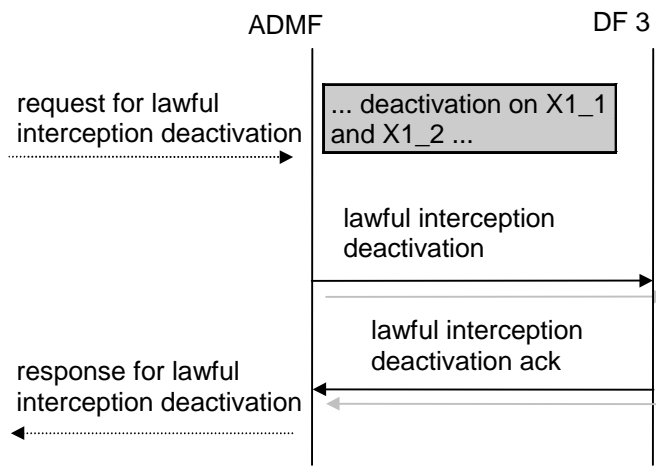 ADMF
DF 3
request for lawful
interception deactivation
... deactivation on X1_1
and X1_2 ...
lawful interception
deactivation
lawful interception
deactivation ack
response for lawful
interception deactivation